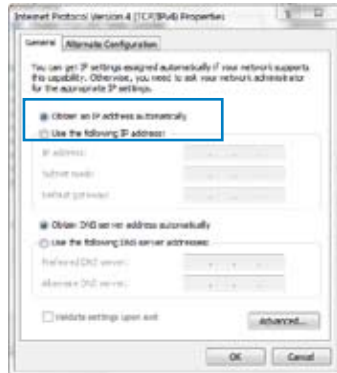 Internet Protocol Version 4 (TCP/IPv4) Properties
General
Alternate Configuration
You can get IP settings assigned automatically if your network supports
this capability. Otherwise, you need to ask your network administrator
for the appropriate IP settings.
Obtain an IP address automatically
Use the following IP address:
IP address:
Subnet mask:
Default gateway:
Obtain DNS server address automatically
Use the following DNS server addresses:
Preferred DNS server:
Alternate DNS server:
Validate settings upon exit
Advanced...
OK
Cancel